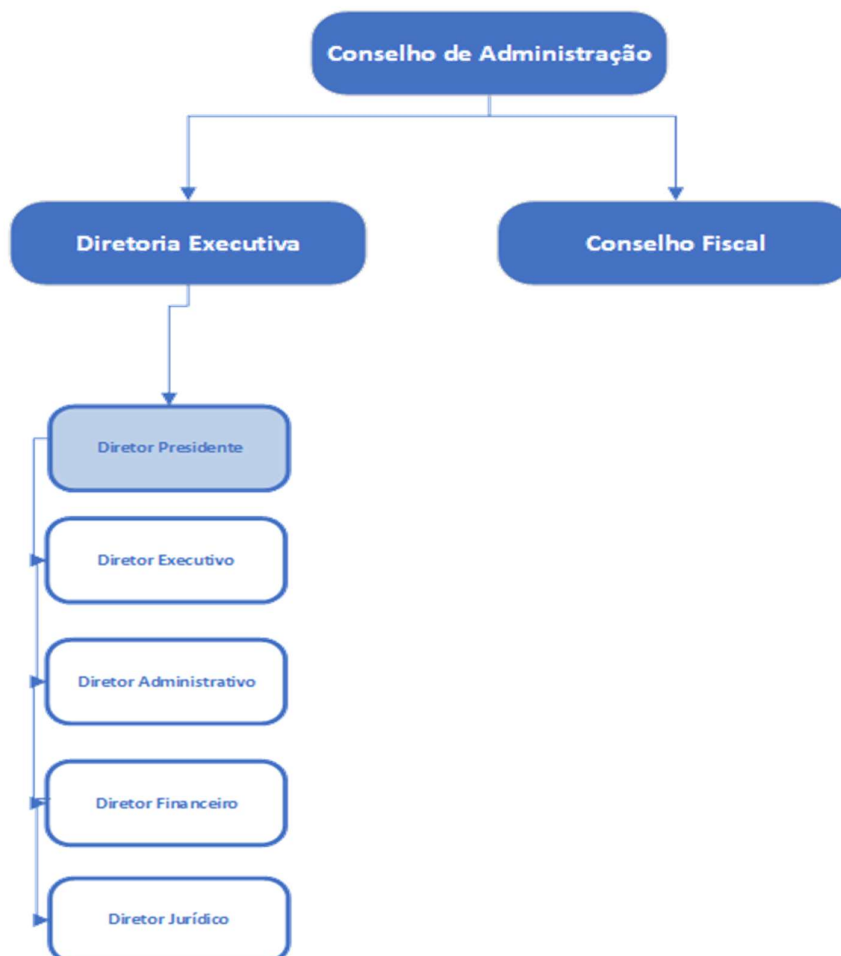 Conselho de Administração
Diretoria Executiva
Conselho Fiscal
Diretor Presidente
Diretor Executivo
Diretor Administrativo
Diretor Financeiro
Diretor Jurídico